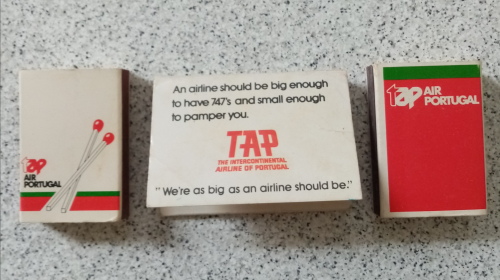 tap
AIR
PORTUGAL
An airline should be big enough
to have 747's and small enough
to pamper you.
TAP
THE INTERCONTINENTAL
AIRLINE OF PORTUGAL
"We're as big as an airline should be."
tap AIR
PORTUGAL